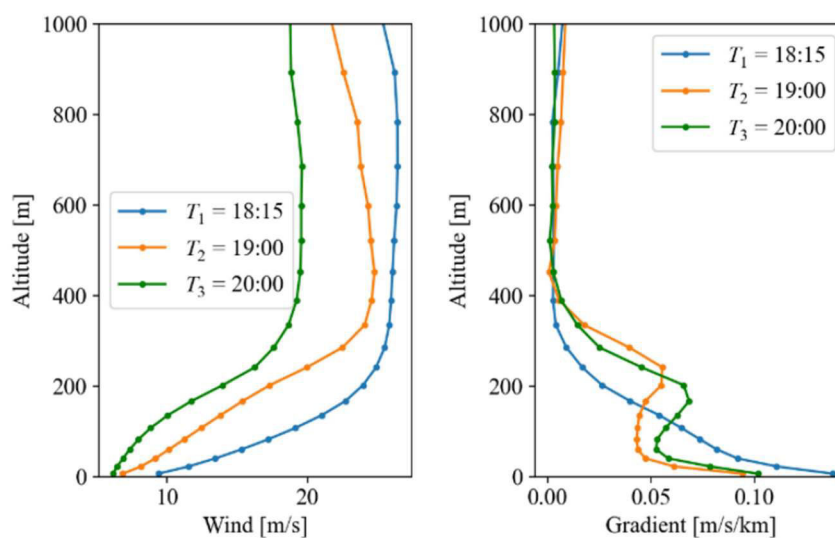 1000
800
600
400
200
0
Altitude [m]
T1 = 18:15
T2 = 19:00
T3 = 20:00
10
20
Wind [m/s]
1000
800
600
400
200
0
Altitude [m]
T1 = 18:15
T2 = 19:00
T3 = 20:00
0.00
0.05
0.10
Gradient [m/s/km]